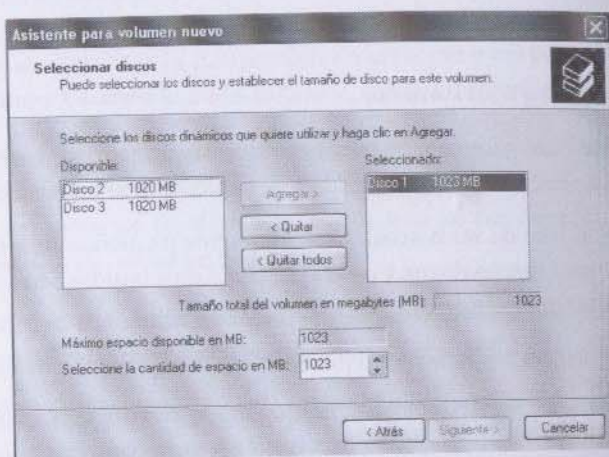 Asistente para volumen nuevo
Seleccionar discos
Puede seleccionar los discos y establecer el tamaño de disco para este volumen.
Seleccione los discos dinámicos que quiere utilizar y haga clic en Agregar.
Disponible:
Seleccionado:
Disco 2 1020 MB
Disco 3 1020 MB
Agregar >
< Quitar
< Quitar todos
Disco 1 1023 MB
Tamaño total del volumen en megabytes (MB): 1023
Máximo espacio disponible en MB: 1023
Seleccione la cantidad de espacio en MB: 1023
< Atrás
Siguiente >
Cancelar